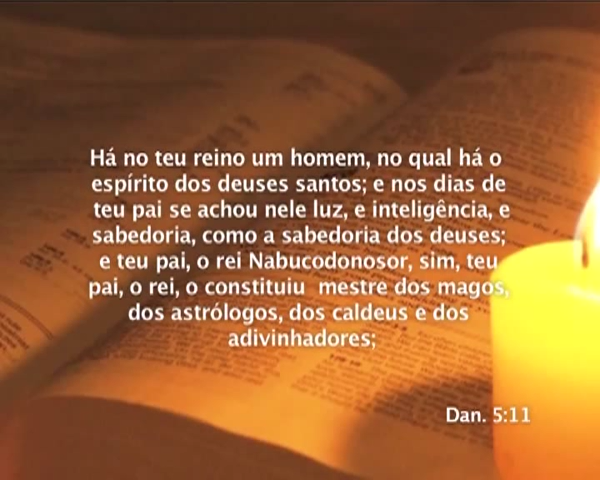 Há no teu reino um homem, no qual há o
espírito dos deuses santos; e nos dias de
teu pai se achou nele luz, e inteligência, e
sabedoria, como a sabedoria dos deuses;
e teu pai, o rei Nabucodonosor, sim, teu
pai, o rei, o constituiu mestre dos magos,
dos astrólogos, dos caldeus e dos
adivinhadores;
Dan. 5:11